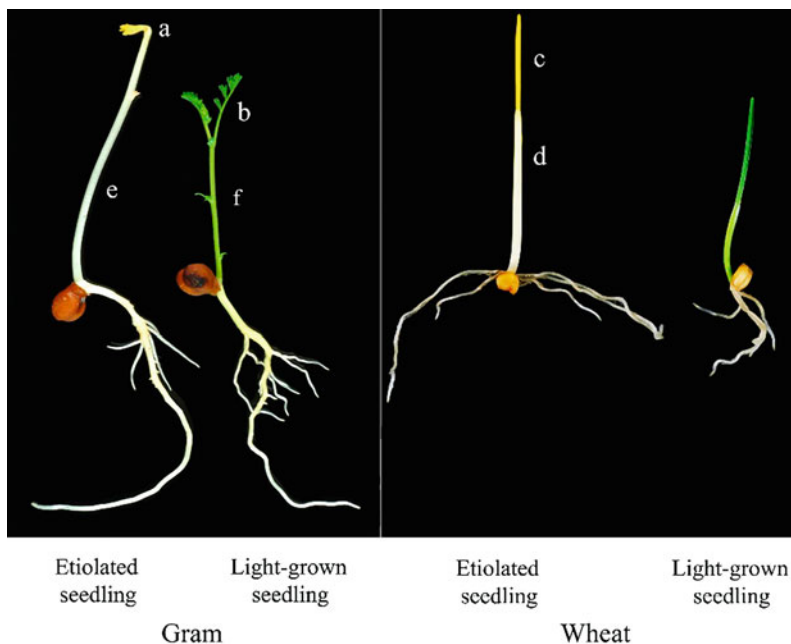 a
b
c
d
e
f
Etiolated
seedling
Light-grown
seedling
Etiolated
seedling
Light-grown
seedling
Gram
Wheat